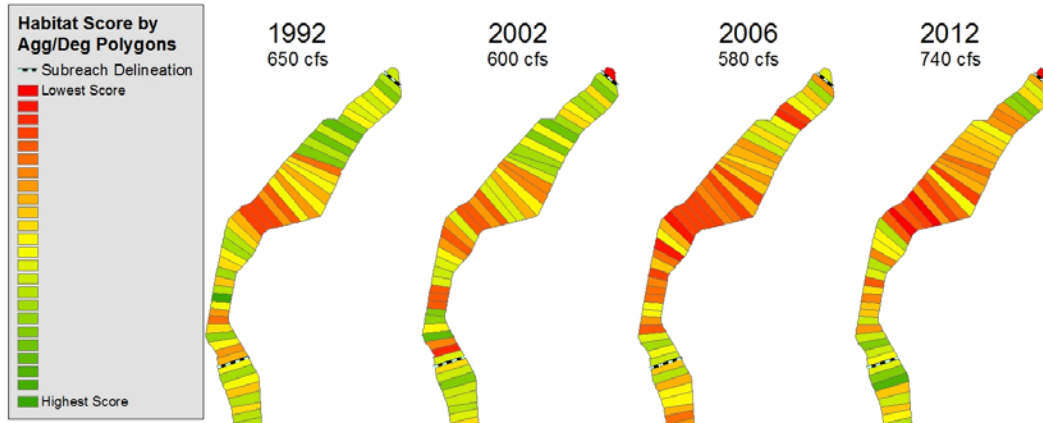 Habitat Score by
Agg/Deg Polygons
Subreach Delineation
Lowest Score
Highest Score
1992
650 cfs
2002
600 cfs
2006
580 cfs
2012
740 cfs